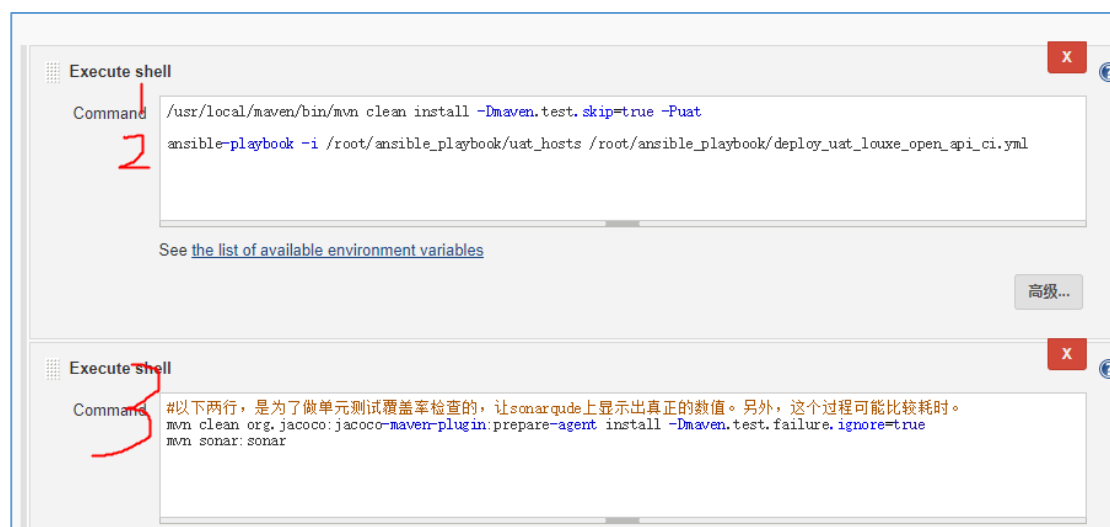 Execute shell
X
1
Command
/usr/local/maven/bin/mvn clean install -Dmaven.test.skip=true -Puat
2
ansible-playbook -i /root/ansible_playbook/uat_hosts /root/ansible_playbook/deploy_uat_louxe_open_api_ci.yml
See the list of available environment variables
高级...
X
Execute shell
3
Command
#以下两行，是为了做单元测试覆盖率检查的，让sonarqude上显示出真正的数值。另外，这个过程可能比较耗时。
mvn clean org.jacoco:jacoco-maven-plugin:prepare-agent install -Dmaven.test.failure.ignore=true
mvn sonar:sonar